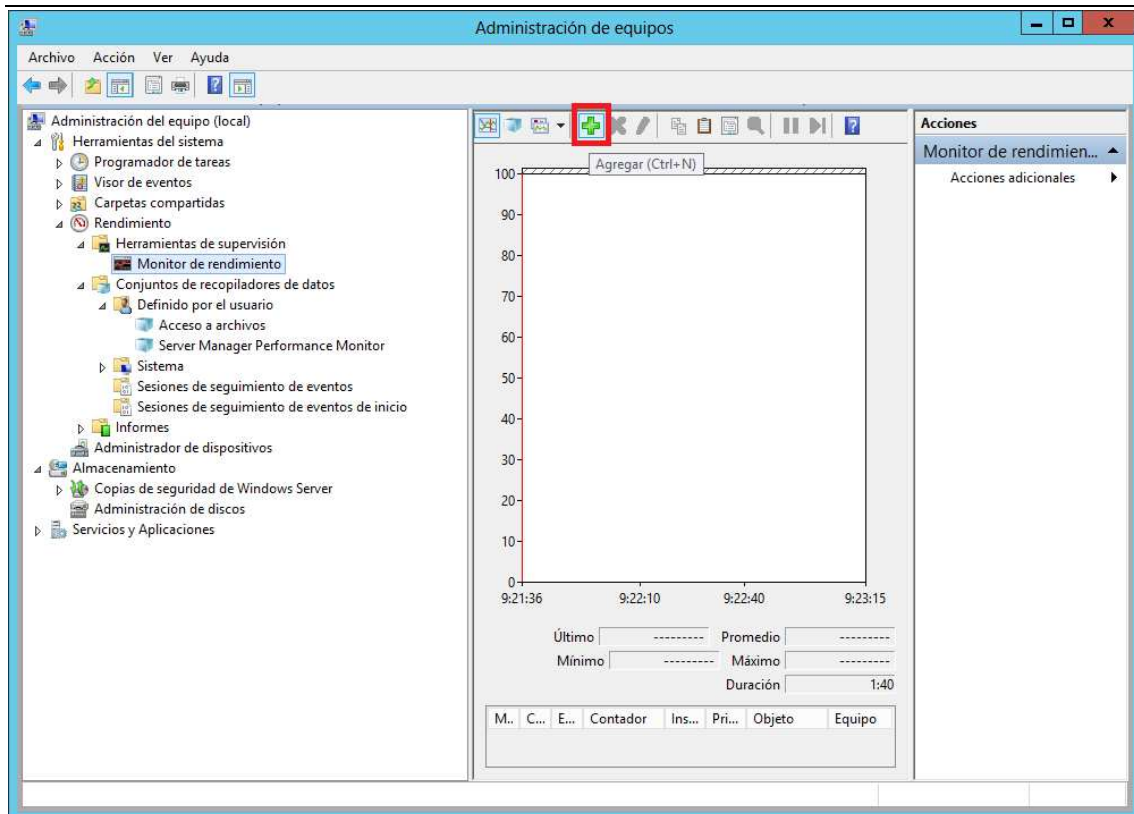 Administración de equipos
Archivo Acción Ver Ayuda
Administración del equipo (local)
Herramientas del sistema
Programador de tareas
Visor de eventos
Carpetas compartidas
Rendimiento
Herramientas de supervisión
Monitor de rendimiento
Conjuntos de recopiladores de datos
Definido por el usuario
Acceso a archivos
Server Manager Performance Monitor
Sistema
Sesiones de seguimiento de eventos
Sesiones de seguimiento de eventos de inicio
Informes
Administrador de dispositivos
Almacenamiento
Copias de seguridad de Windows Server
Administración de discos
Servicios y Aplicaciones
Agregar (Ctrl+N)
100
90
80
70
60
50
40
30
20
10
0
9:21:36 9:22:10 9:22:40 9:23:15
Último --------- Promedio ---------
Mínimo --------- Máximo ---------
Duración 1:40
M.. C... E... Contador Ins... Pri... Objeto Equipo
Acciones
Monitor de rendimien...
Acciones adicionales